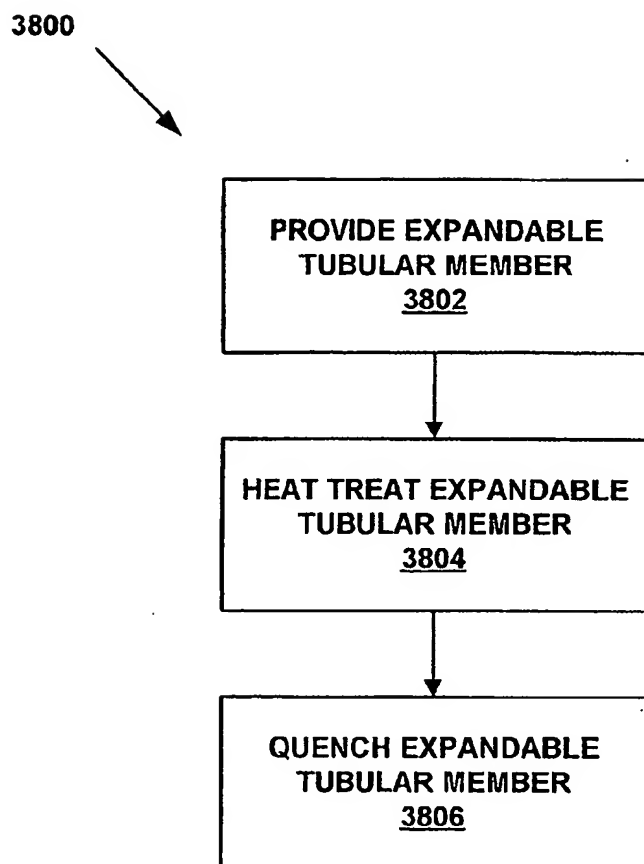 3800
PROVIDE EXPANDABLE
TUBULAR MEMBER
3802
HEAT TREAT EXPANDABLE
TUBULAR MEMBER
3804
QUENCH EXPANDABLE
TUBULAR MEMBER
3806